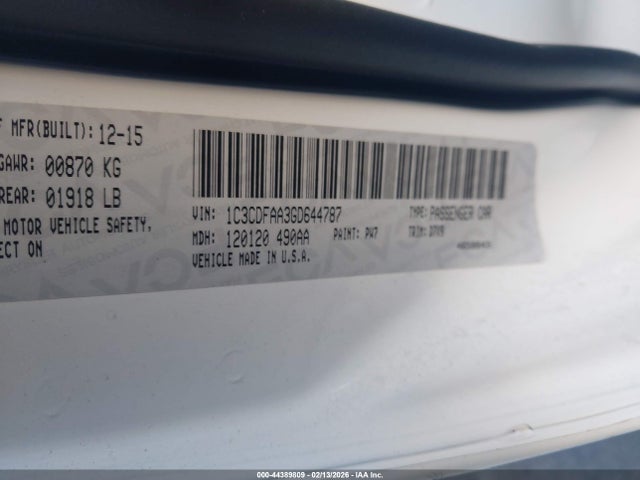 F MFR(BUILT): 12-15
GAWR: 00870 KG
REAR: 01918 LB
MOTOR VEHICLE SAFETY,
ECT ON
VIN: 1C3CDFAA3GD644787 TYPE: PASSENGER CAR
MDH: 120120 490AA PAINT: PW7 TRIM:
VEHICLE MADE IN U.S.A.
000-44389809 | 02/13/2026 | IAA Inc.